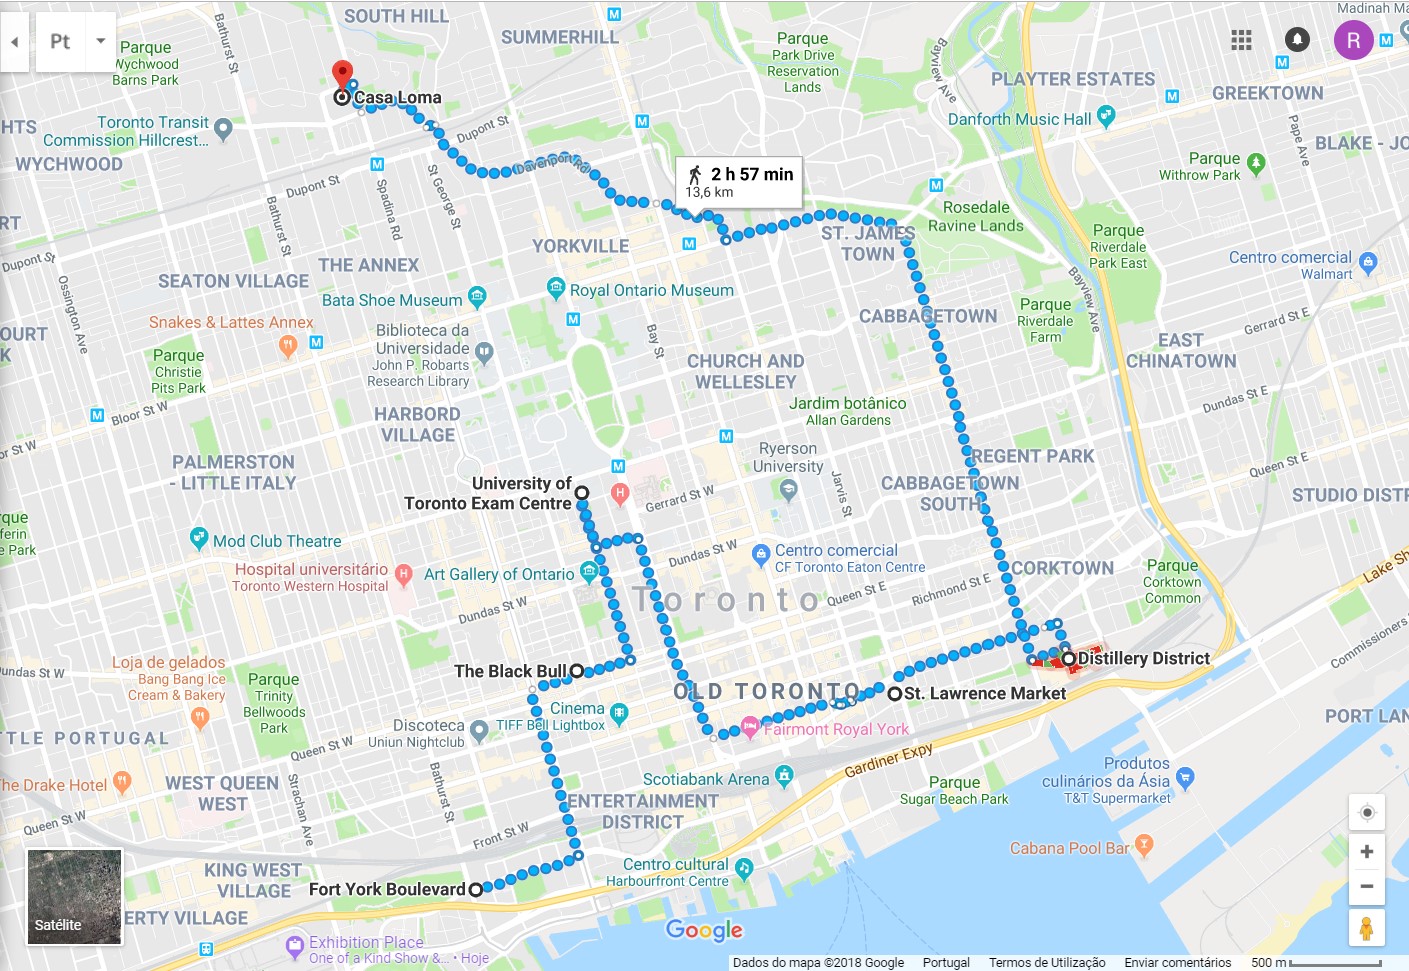 Pt
SOUTH HILL
SUMMERHILL
Madinah Ma
Parque
Wychwood
Barns Park
Bathurst St
Parque
Park Drive
Reservation
Lands
Bayview Ave
R
PLAYTER ESTATES
GREEKTOWN
Casa Loma
HTS
Toronto Transit
Commission Hillcrest...
WYCHWOOD
Dupont St
Danforth Music Hall
Pape Ave
BLAKE - JO
Davenport Rd
2 h 57 min
13,6 km
Parque
Withrow Park
Dupont St
Spadina Rd
St George St
RT
Rosedale
Ravine Lands
ST. JAMES
TOWN
YORKVILLE
Parque
Riverdale
Park East
Dupont St
THE ANNEX
SEATON VILLAGE
Centro comercial
Walmart
Bata Shoe Museum
Royal Ontario Museum
Ossington Ave
Bayview Ave
Snakes & Lattes Annex
Biblioteca da
Universidade
John P. Robarts
Research Library
Bay St
CABBAGETOWN
Parque
Riverdale
Farm
Gerrard St E
OURT
K
Parque
Christie
Pits Park
CHURCH AND
WELLESLEY
EAST
CHINATOWN
Bloor St W
HARBORD
VILLAGE
Jardim botânico
Allan Gardens
Dundas St E
or St W
PALMERSTON
- LITTLE ITALY
Ryerson
University
REGENT PARK
Queen St E
University of
Toronto Exam Centre
H
Gerrard St W
Jarvis St
CABBAGETOWN
SOUTH
STUDIO DISTR
rque
fferin
e Park
Mod Club Theatre
Dundas St W
Centro comercial
CF Toronto Eaton Centre
Hospital universitário
Toronto Western Hospital
H
Art Gallery of Ontario
CORKTOWN
Parque
Corktown
Common
Lake Sho
Toronto
Queen St E
Richmond St E
Dundas St W
Commissioners
Loja de gelados
Bang Bang Ice
Cream & Bakery
The Black Bull
Distillery District
Dundas St W
Parque
Trinity
Bellwoods
Park
OLD TORONTO
St. Lawrence Market
Cinema
TIFF Bell Lightbox
Discoteca
Uniun Nightclub
Fairmont Royal York
PORT LAN
TLE PORTUGAL
Queen St W
Gardiner Expy
The Drake Hotel
WEST QUEEN
WEST
Strachan Ave
Bathurst St
Scotiabank Arena
Parque
Sugar Beach Park
Produtos
culinários da Ásia
T&T Supermarket
Queen St W
ENTERTAINMENT
DISTRICT
Front St W
Cabana Pool Bar
KING WEST
VILLAGE
Fort York Boulevard
Centro cultural
Harbourfront Centre
Satélite
ERTY VILLAGE
Google
Exhibition Place
One of a Kind Show &... • Hoje
Dados do mapa ©2018 Google
Portugal
Termos de Utilização
Enviar comentários
500 m